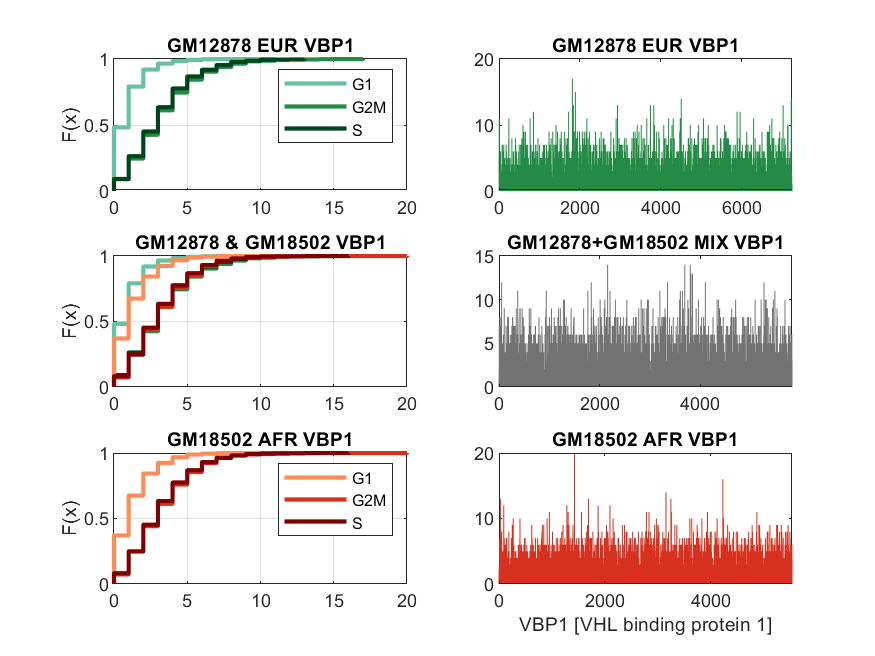 GM12878 EUR VBP1
1
0.5
0
F(x)
G1
G2M
S
0 5 10 15 20
GM12878 EUR VBP1
20
10
0
0 2000 4000 6000
GM12878 & GM18502 VBP1
1
0.5
0
F(x)
0 5 10 15 20
GM12878+GM18502 MIX VBP1
15
10
5
0
0 2000 4000
GM18502 AFR VBP1
1
0.5
0
F(x)
G1
G2M
S
0 5 10 15 20
GM18502 AFR VBP1
20
10
0
0 2000 4000
VBP1 [VHL binding protein 1]